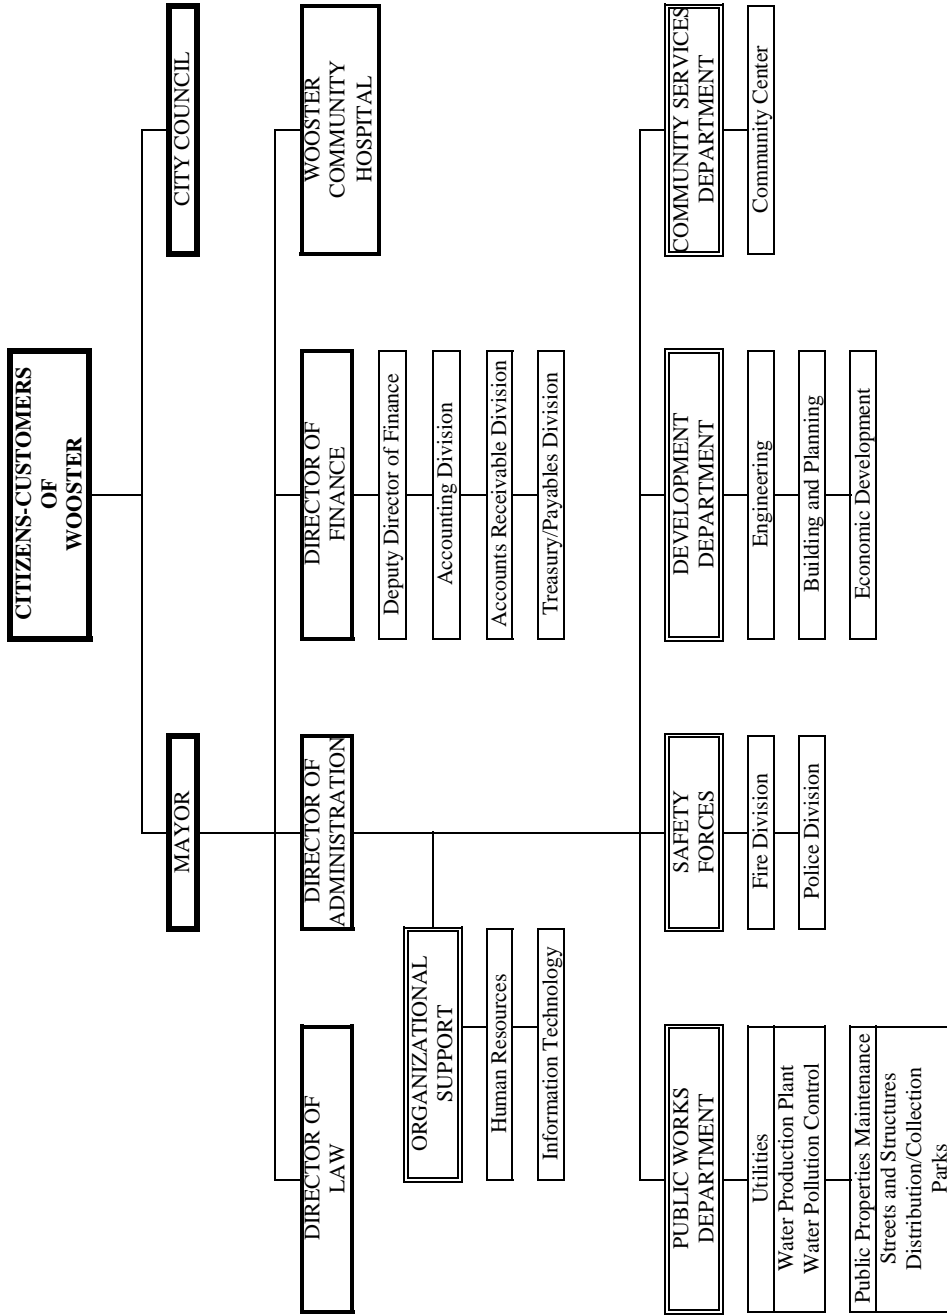 CITIZENS-CUSTOMERS
OF
WOOSTER
MAYOR
CITY COUNCIL
DIRECTOR OF
LAW
DIRECTOR OF
ADMINISTRATION
DIRECTOR OF
FINANCE
WOOSTER
COMMUNITY
HOSPITAL
Deputy Director of Finance
Accounting Division
Accounts Receivable Division
Treasury/Payables Division
ORGANIZATIONAL
SUPPORT
Human Resources
Information Technology
PUBLIC WORKS
DEPARTMENT
Utilities
Water Production Plant
Water Pollution Control
Public Properties Maintenance
Streets and Structures
Distribution/Collection
Parks
SAFETY
FORCES
Fire Division
Police Division
DEVELOPMENT
DEPARTMENT
Engineering
Building and Planning
Economic Development
COMMUNITY SERVICES
DEPARTMENT
Community Center